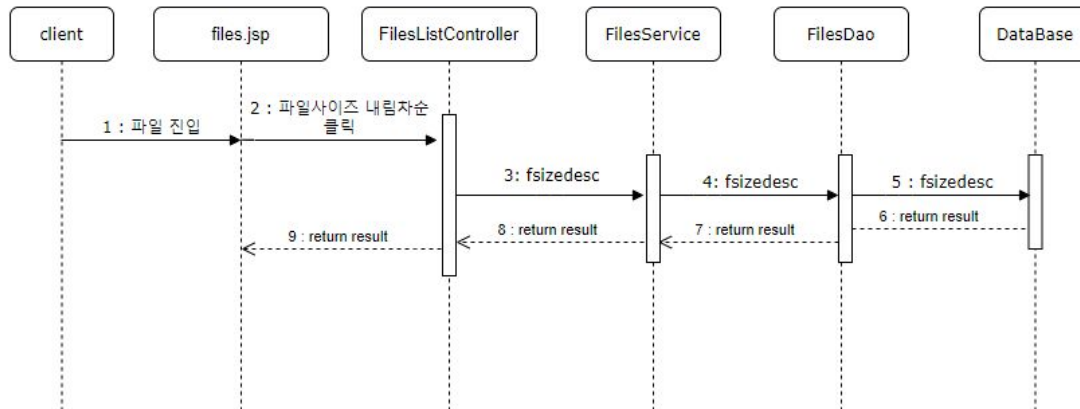 client
files.jsp
FilesListController
FilesService
FilesDao
DataBase
1 : 파일 진입
2 : 파일사이즈 내림차순
클릭
3: fsizedesc
4: fsizedesc
5 : fsizedesc
6 : return result
7 : return result
8 : return result
9 : return result